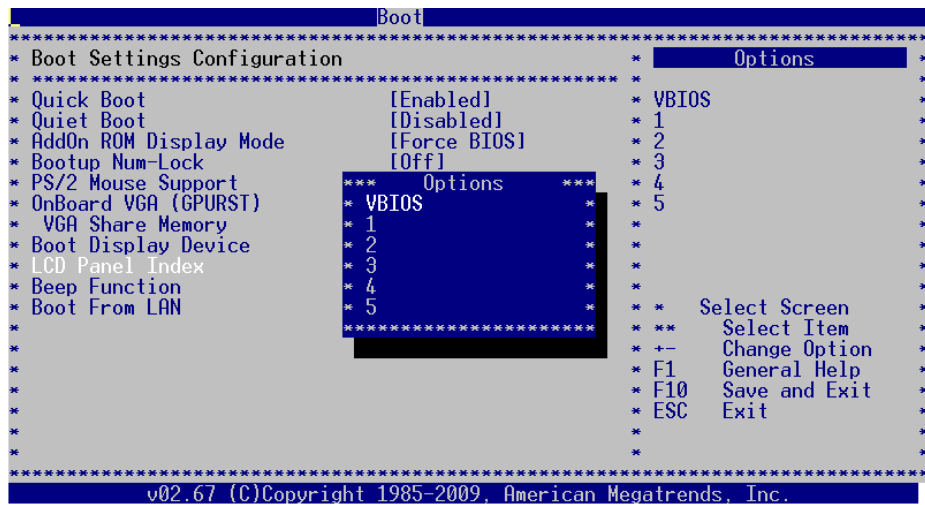 Boot
Boot Settings Configuration
Quick Boot [Enabled]
Quiet Boot [Disabled]
AddOn ROM Display Mode [Force BIOS]
Bootup Num-Lock [Off]
PS/2 Mouse Support
OnBoard VGA (GPURST)
VGA Share Memory
Boot Display Device
LCD Panel Index
Beep Function
Boot From LAN
*** Options ***
* VBIOS *
* 1 *
* 2 *
* 3 *
* 4 *
* 5 *
Options
VBIOS
1
2
3
4
5
* Select Screen
** Select Item
+- Change Option
F1 General Help
F10 Save and Exit
ESC Exit
v02.67 (C)Copyright 1985-2009, American Megatrends, Inc.